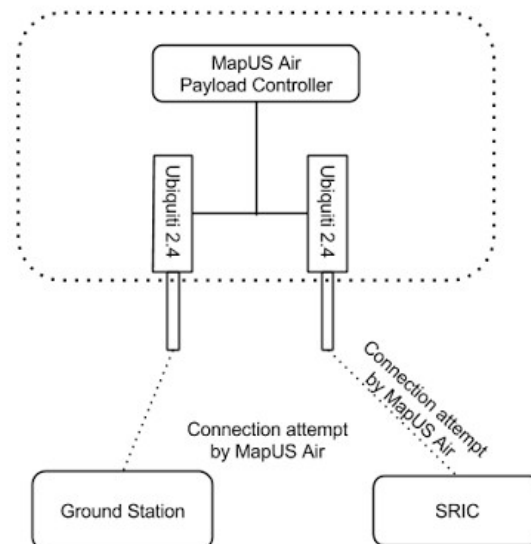 MapUS Air
Payload Controller
Ubiquiti 2.4
Ubiquiti 2.4
Connection attempt
by MapUS Air
Connection attempt
by MapUS Air
Ground Station
SRIC